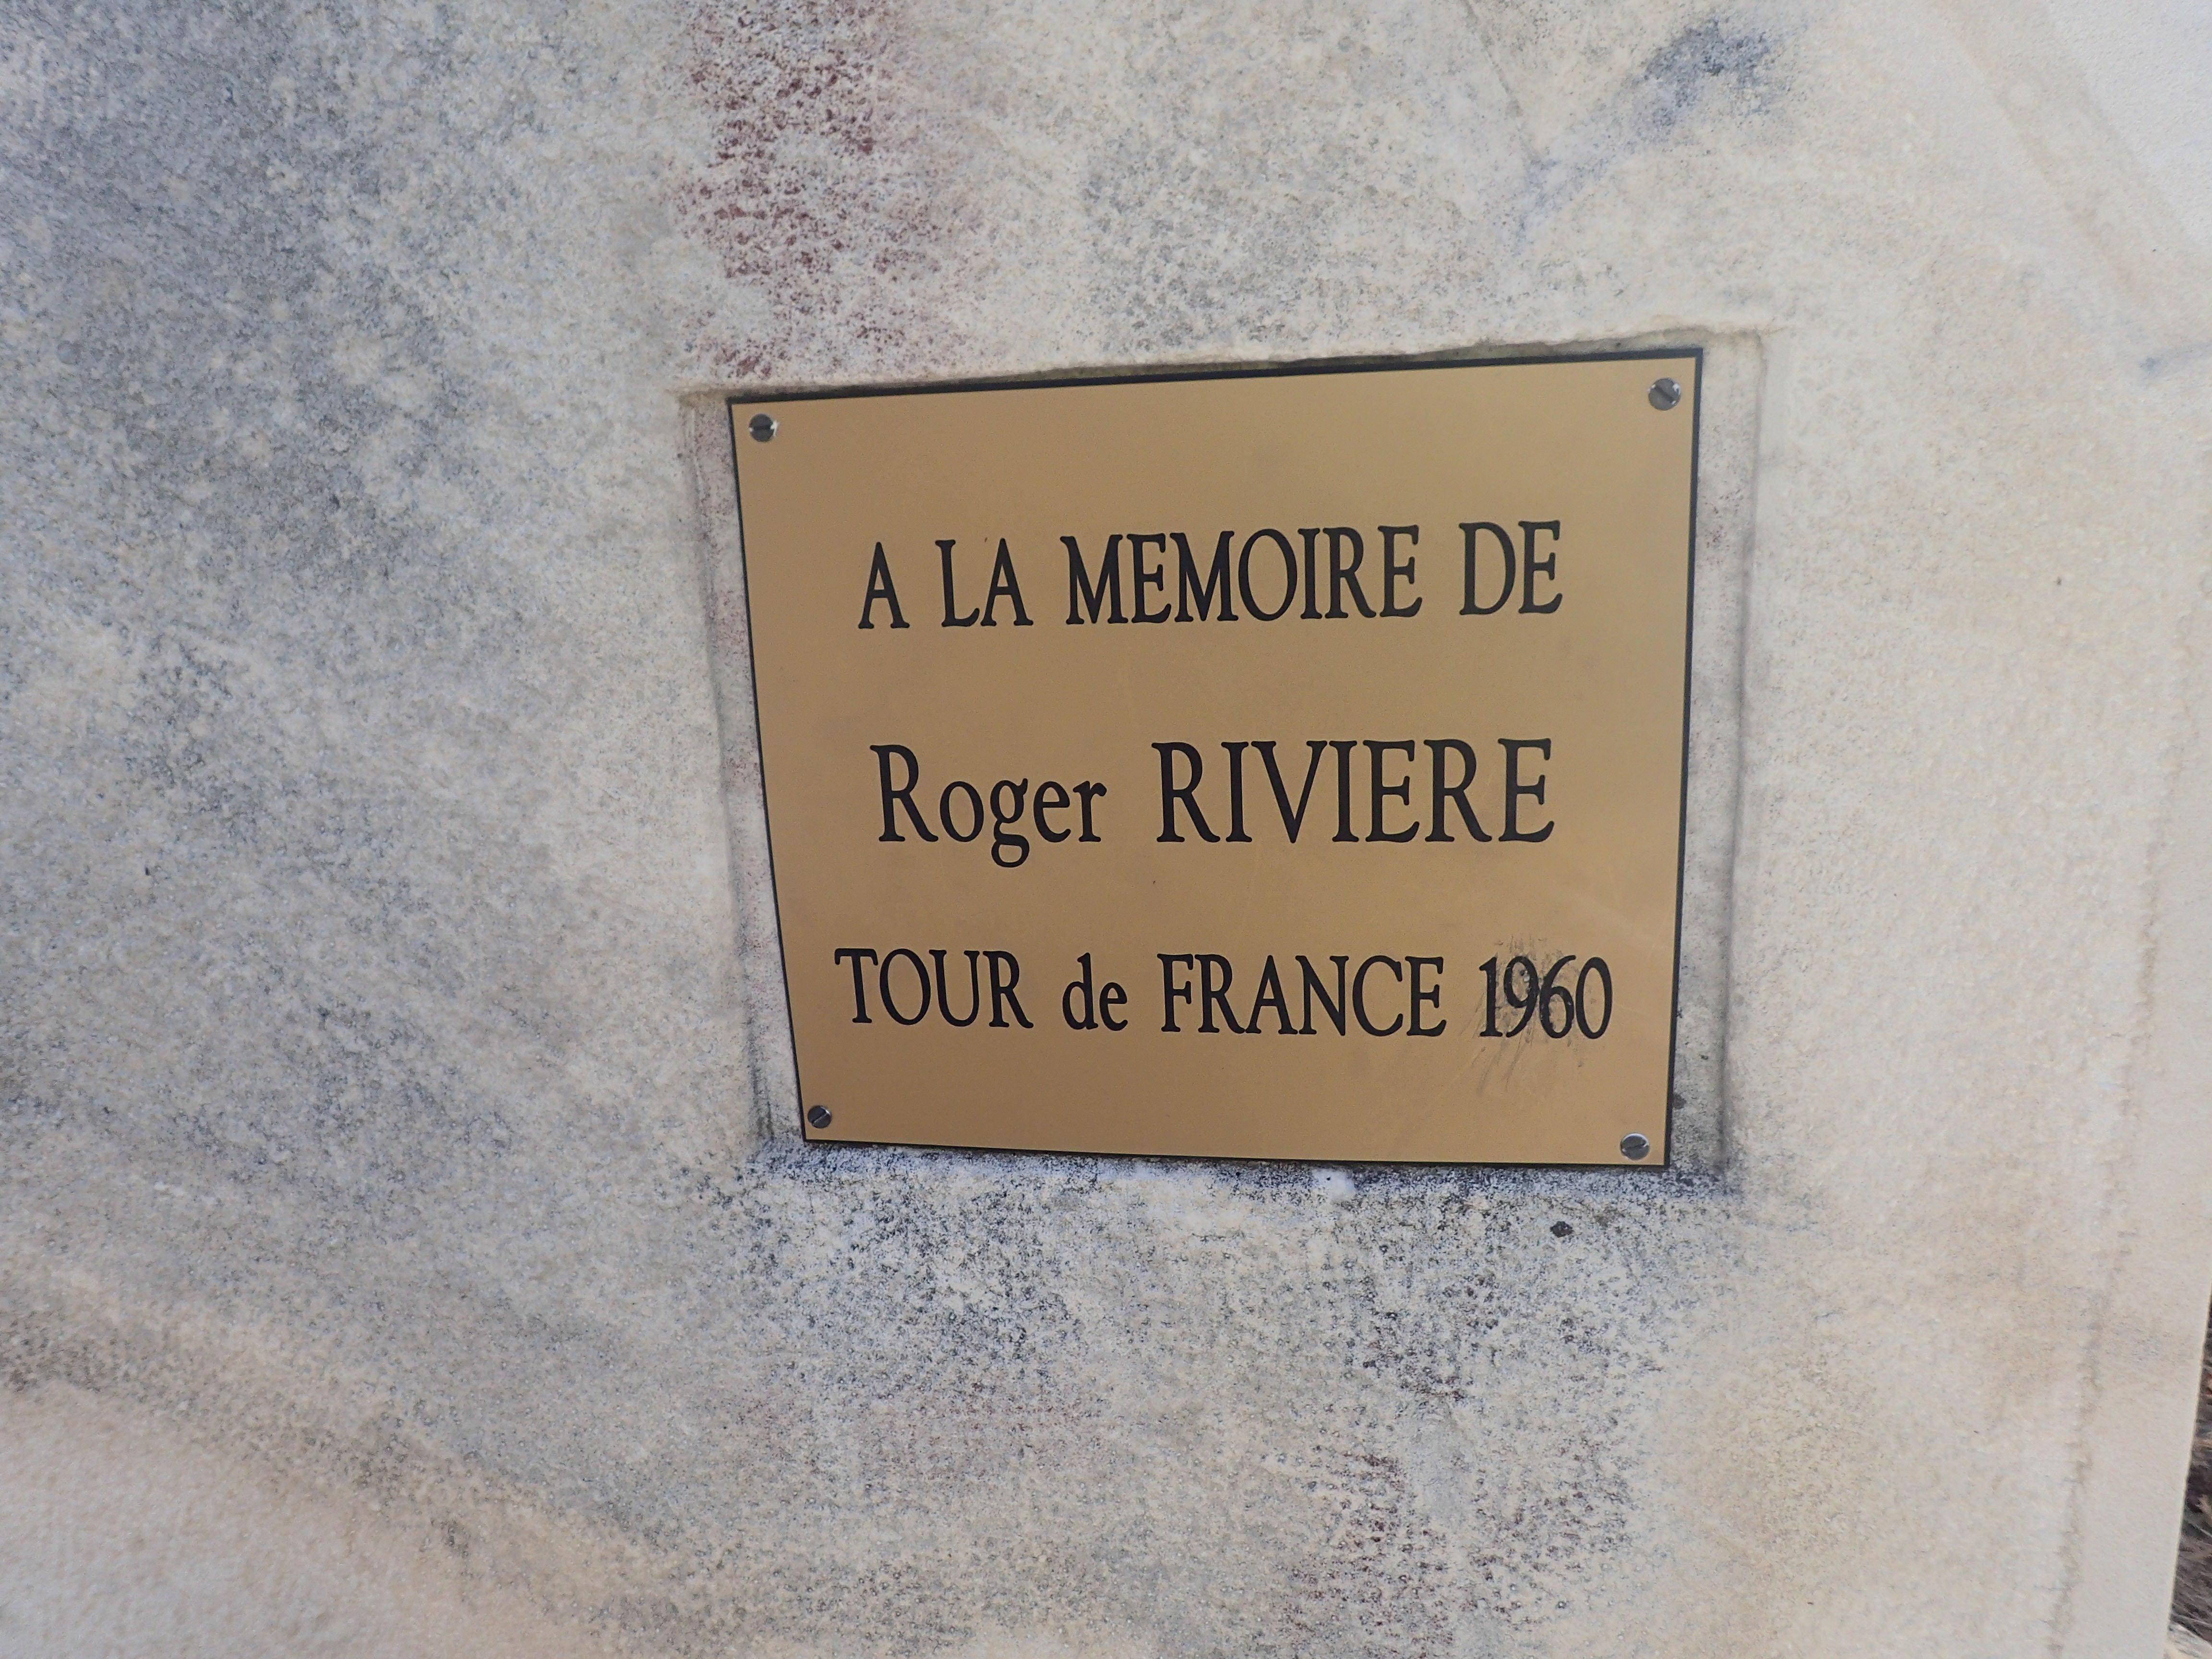 A LA MEMOIRE DE
Roger RIVIERE
TOUR de FRANCE 1960